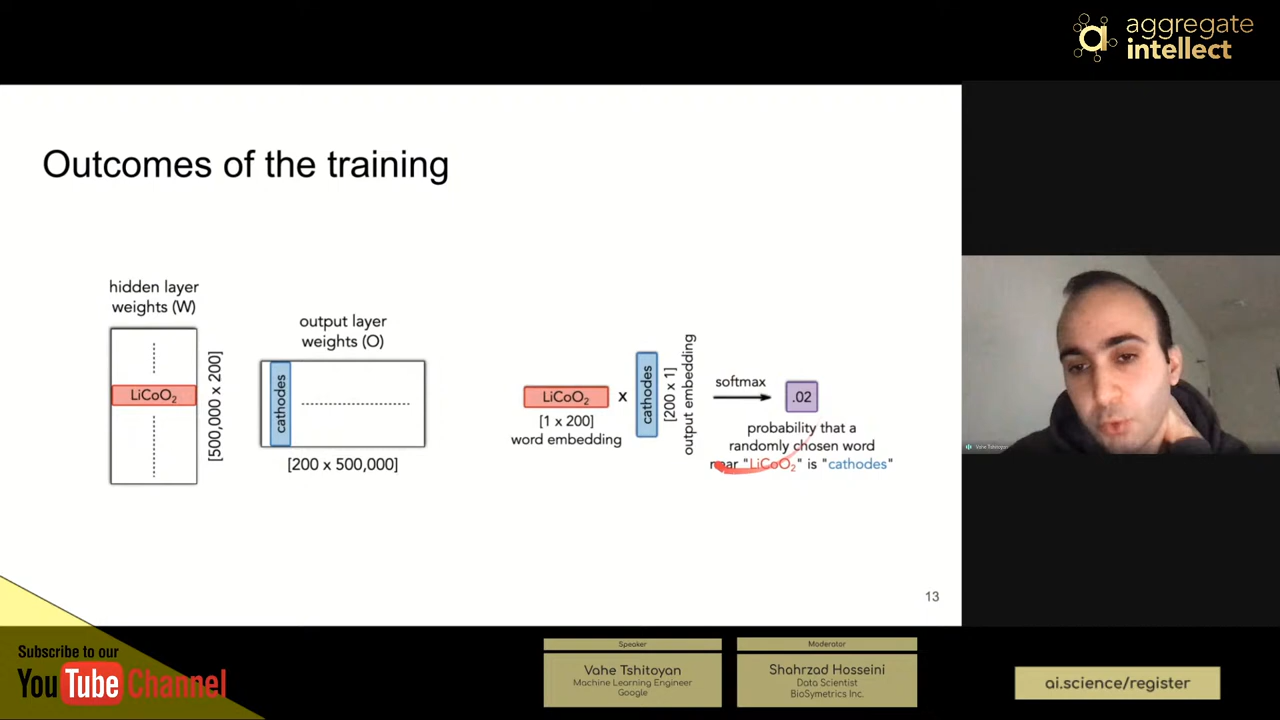 aggregate
intellect
Outcomes of the training
hidden layer
weights (W)
LiCoO₂
[500,000 x 200]
output layer
weights (O)
cathodes
[200 x 500,000]
LiCoO₂
[1 x 200]
word embedding
x
cathodes
[200 x 1]
output embedding
softmax
.02
probability that a
randomly chosen word
near "LiCoO₂" is "cathodes"
13
Vahe Tshitoyan
Subscribe to our
YouTube Channel
Speaker
Vahe Tshitoyan
Machine Learning Engineer
Google
Moderator
Shahrzad Hosseini
Data Scientist
BioSymetrics Inc.
ai.science/register